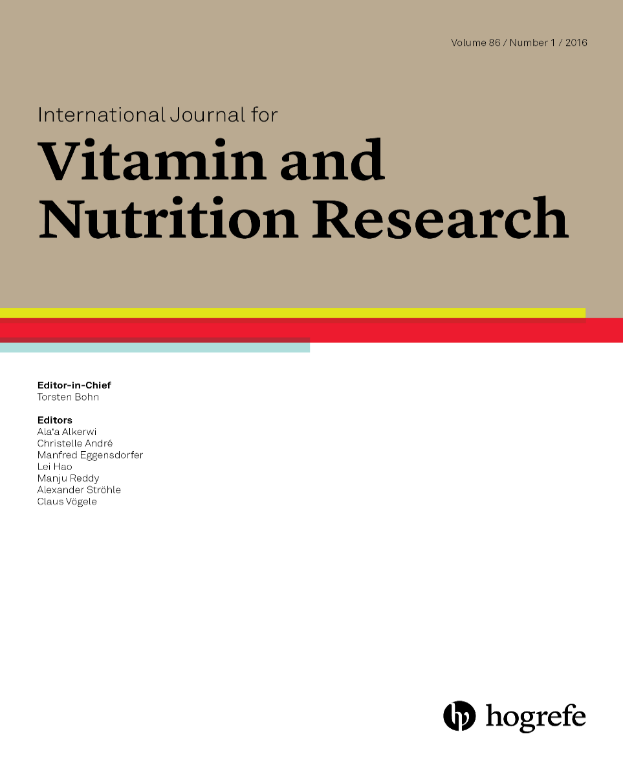 Volume 86 / Number 1 / 2016
International Journal for
Vitamin and
Nutrition Research
Editor-in-Chief
Torsten Bohn
Editors
Ala'a Alkerwi
Christelle André
Manfred Eggensdorfer
Lei Hao
Manju Reddy
Alexander Ströhle
Claus Vögele
hogrefe